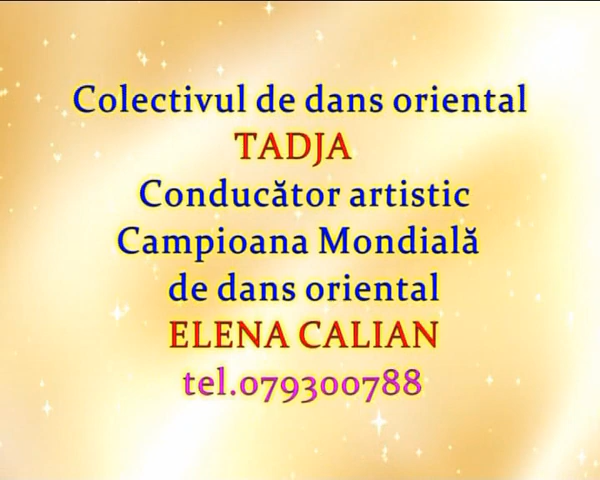 Colectivul de dans oriental
TADJA
Conducător artistic
Campioana Mondială
de dans oriental
ELENA CALIAN
tel.079300788